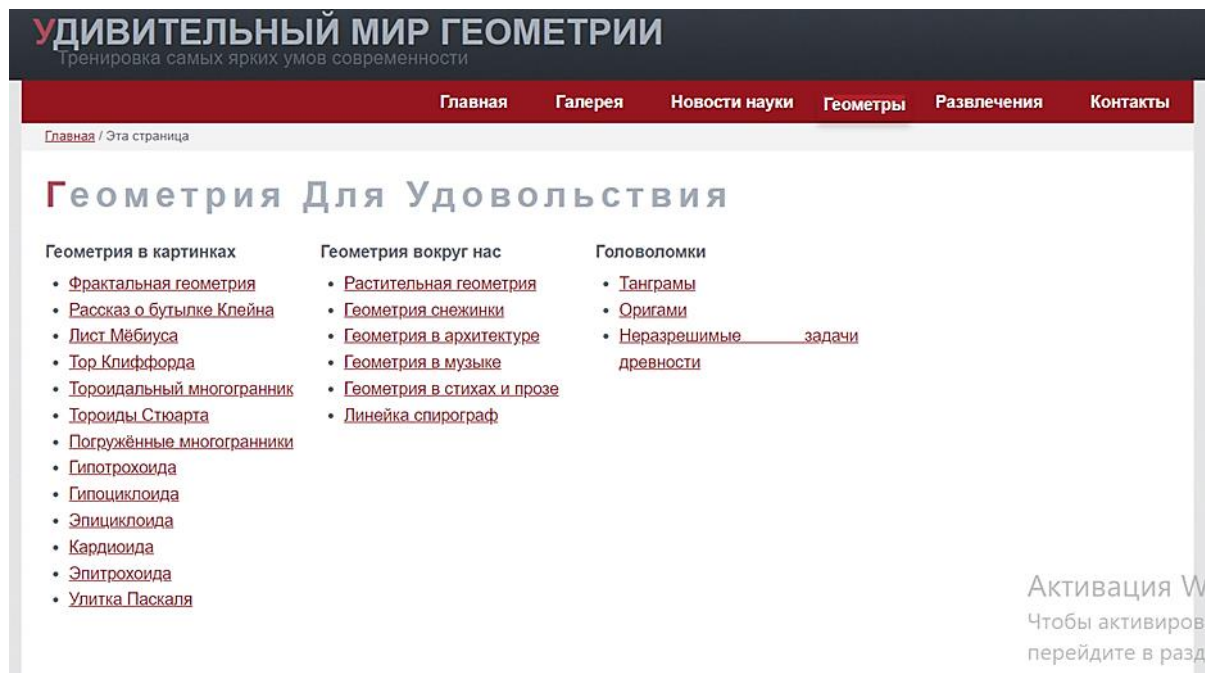 УДИВИТЕЛЬНЫЙ МИР ГЕОМЕТРИИ
Тренировка самых ярких умов современности
Главная Галерея Новости науки Геометры Развлечения Контакты
Главная / Эта страница
Геометрия Для Удовольствия
Геометрия в картинках
• Фрактальная геометрия
• Рассказ о бутылке Клейна
• Лист Мёбиуса
• Тор Клиффорда
• Тороидальный многогранник
• Тороиды Стюарта
• Погружённые многогранники
• Гипотрохоида
• Гипоциклоида
• Эпициклоида
• Кардиоида
• Эпитрохоида
• Улитка Паскаля
Геометрия вокруг нас
• Растительная геометрия
• Геометрия снежинки
• Геометрия в архитектуре
• Геометрия в музыке
• Геометрия в стихах и прозе
• Линейка спирограф
Головоломки
• Танграмы
• Оригами
• Неразрешимые задачи
древности
Активация W
Чтобы активиров
перейдите в разд